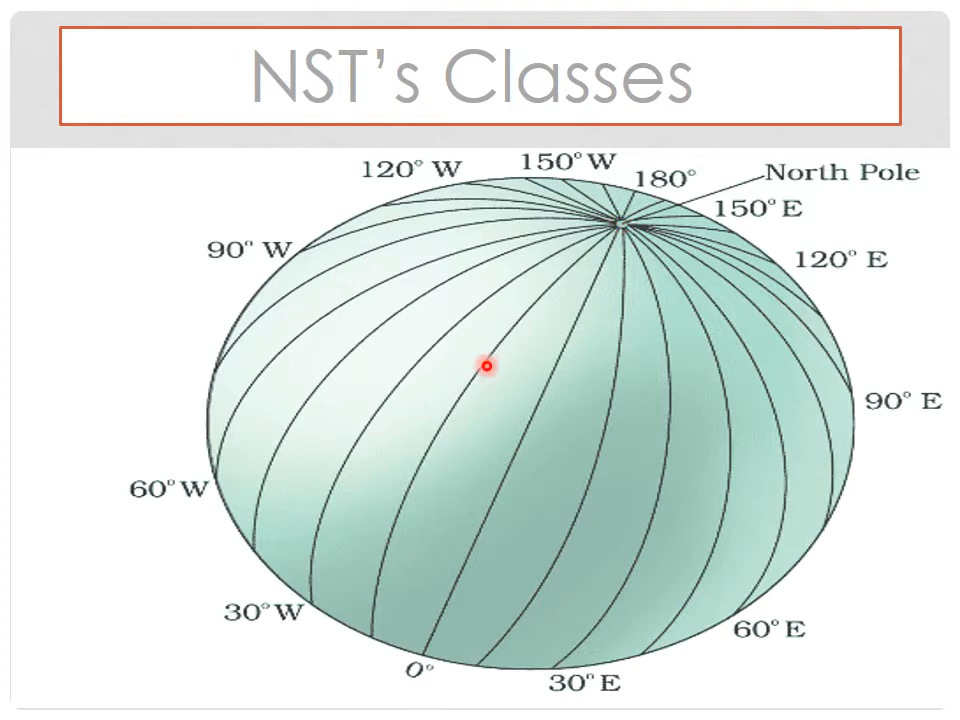 NST's Classes
120° W
150° W
180°
North Pole
150° E
90° W
120° E
90° E
60° W
30° W
60° E
0°
30° E